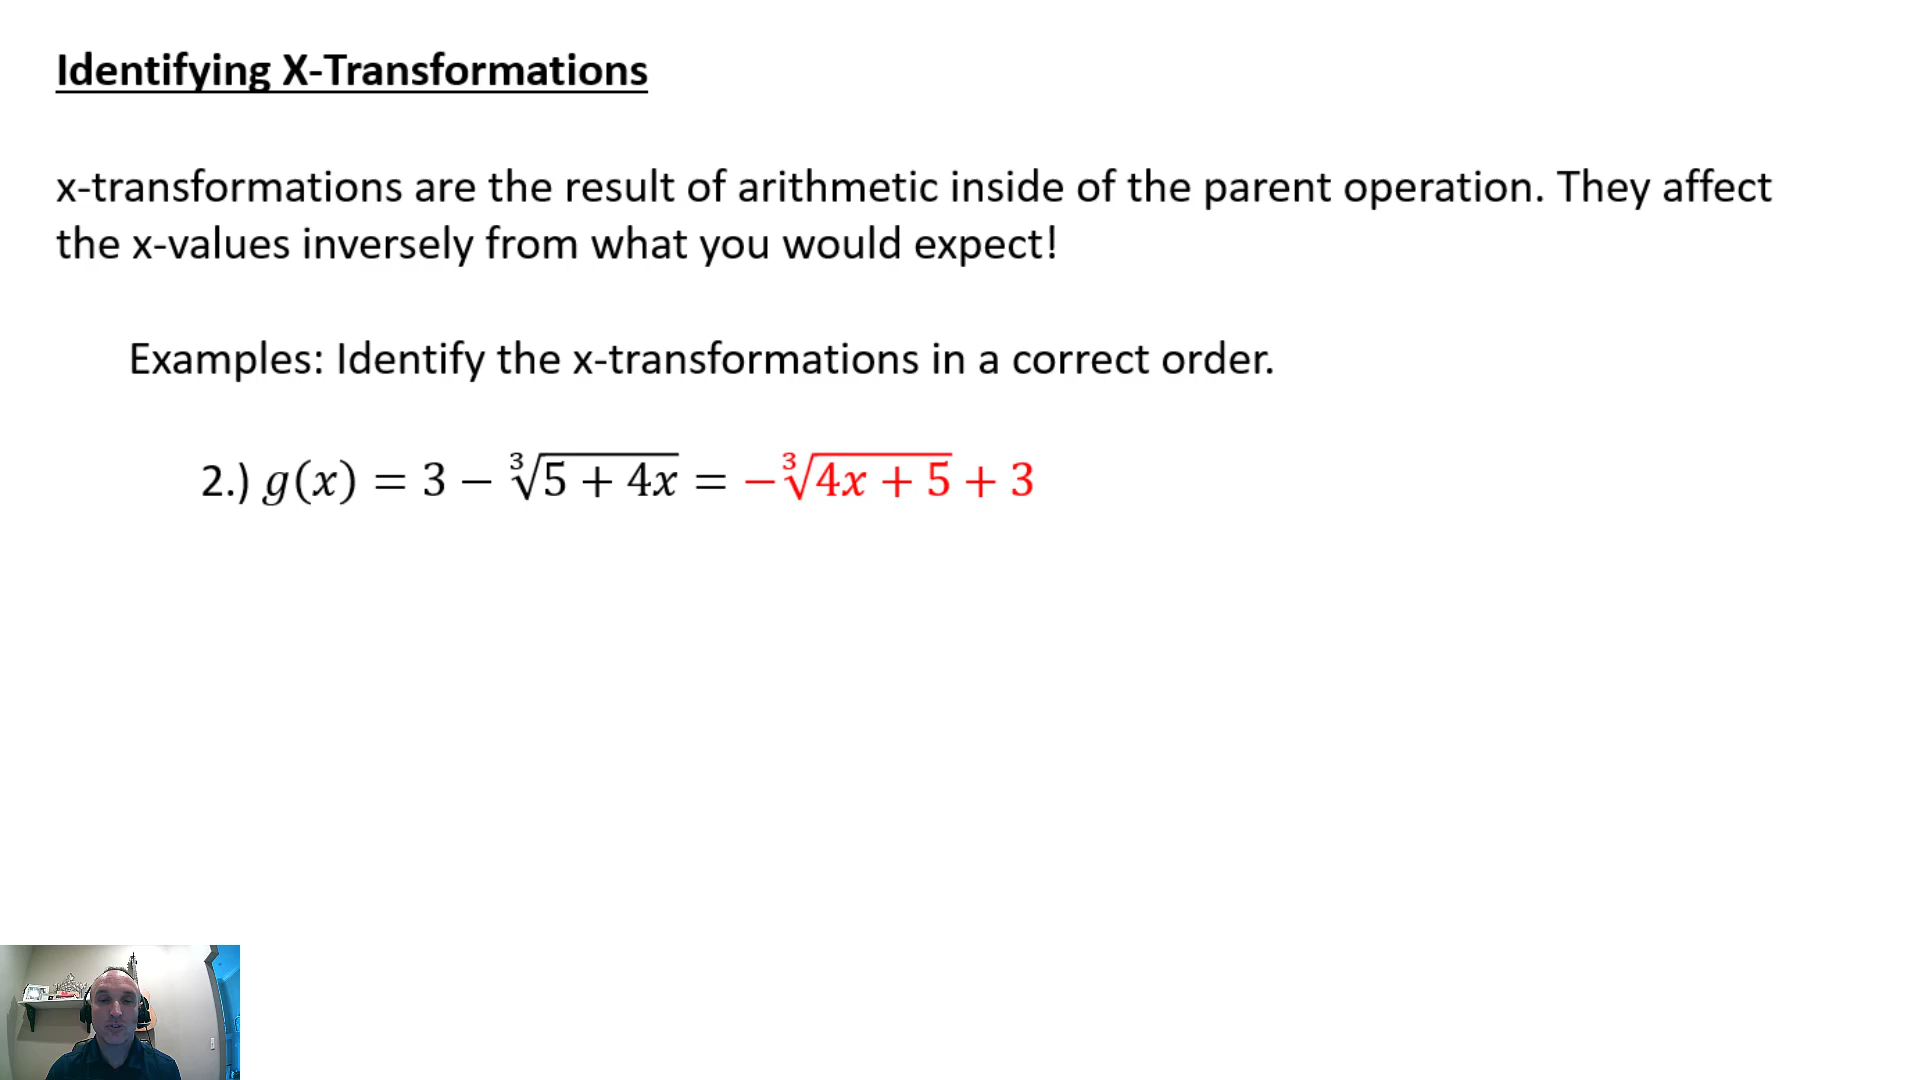 Identifying X-Transformations
x-transformations are the result of arithmetic inside of the parent operation. They affect
the x-values inversely from what you would expect!
Examples: Identify the x-transformations in a correct order.
2.) g(x) = 3 − ∛(5 + 4x) = −∛(4x + 5) + 3